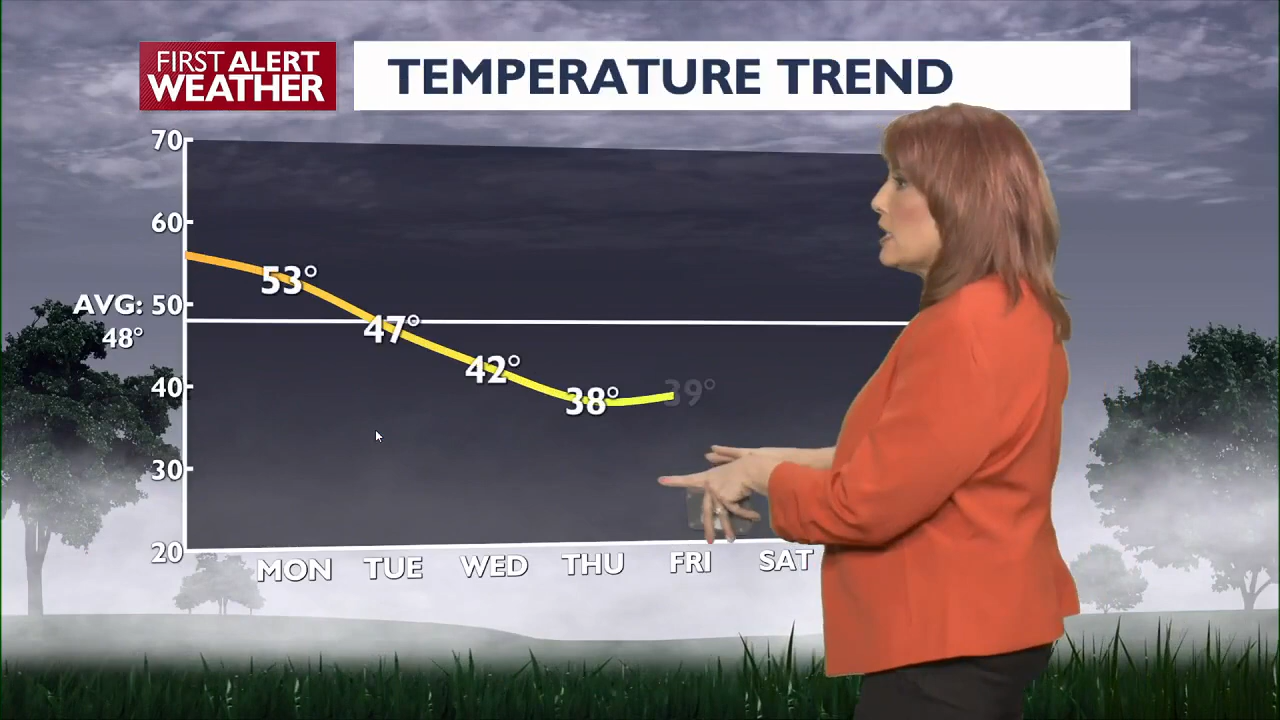 FIRST ALERT
WEATHER
TEMPERATURE TREND
70
60
AVG: 50
48°
40
30
20
53°
47°
42°
38°
39°
MON TUE WED THU FRI SAT